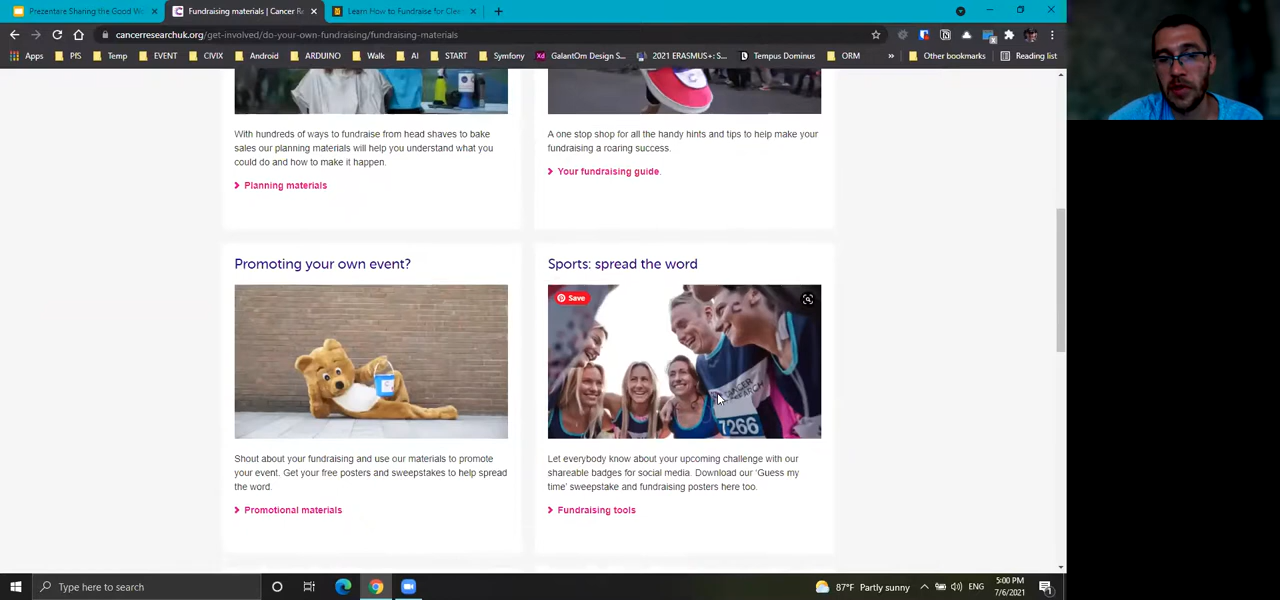 Prezentare Sharing the Good We
Fundraising materials | Cancer Re
Learn How to Fundraise for Clea
cancerresearchuk.org/get-involved/do-your-own-fundraising/fundraising-materials
Apps PIS Temp EVENT CIVIX Android ARDUINO Walk AI START Symfony GalantOm Design S... 2021 ERASMUS+: S... Tempus Dominus ORM » Other bookmarks Reading list
With hundreds of ways to fundraise from head shaves to bake
sales our planning materials will help you understand what you
could do and how to make it happen.
Planning materials
A one stop shop for all the handy hints and tips to help make your
fundraising a roaring success.
Your fundraising guide.
Promoting your own event?
Shout about your fundraising and use our materials to promote
your event. Get your free posters and sweepstakes to help spread
the word.
Promotional materials
Sports: spread the word
Save
CANCER
7266
Let everybody know about your upcoming challenge with our
shareable badges for social media. Download our 'Guess my
time' sweepstake and fundraising posters here too.
Fundraising tools
Type here to search
87°F Partly sunny
ENG
5:00 PM
7/6/2021